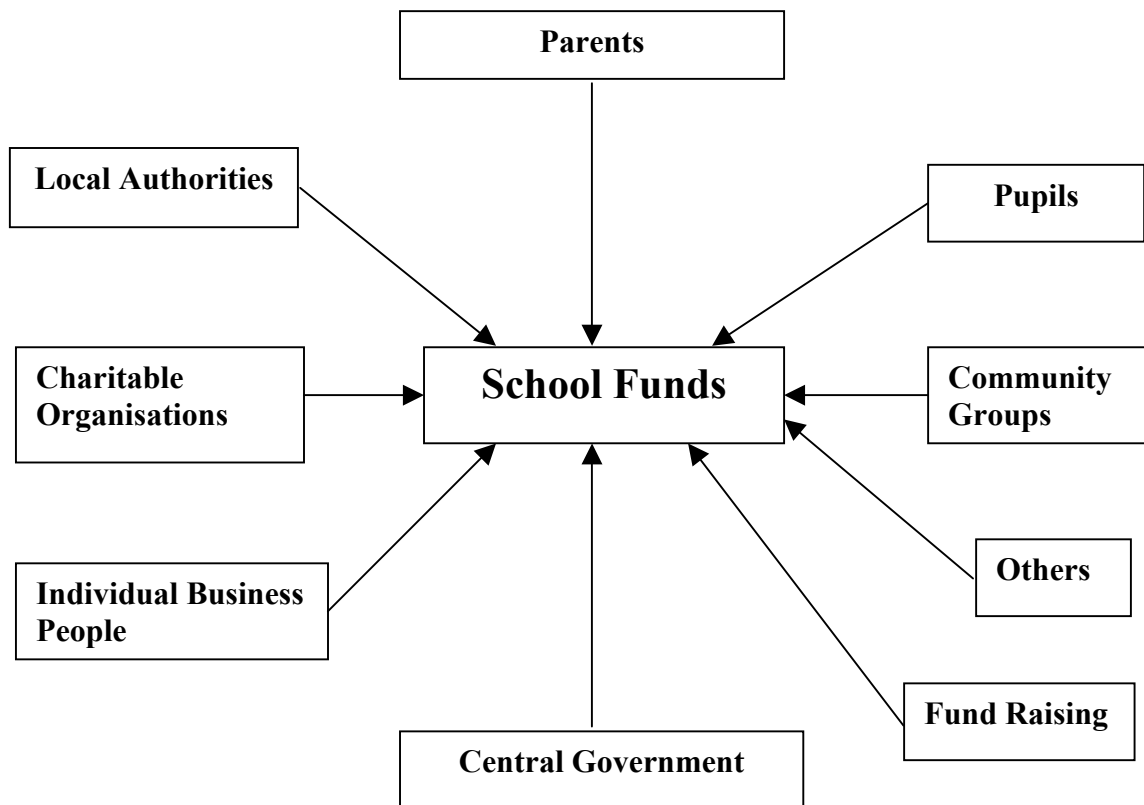 Parents
Local Authorities
Pupils
Charitable
Organisations
School Funds
Community
Groups
Individual Business
People
Others
Fund Raising
Central Government